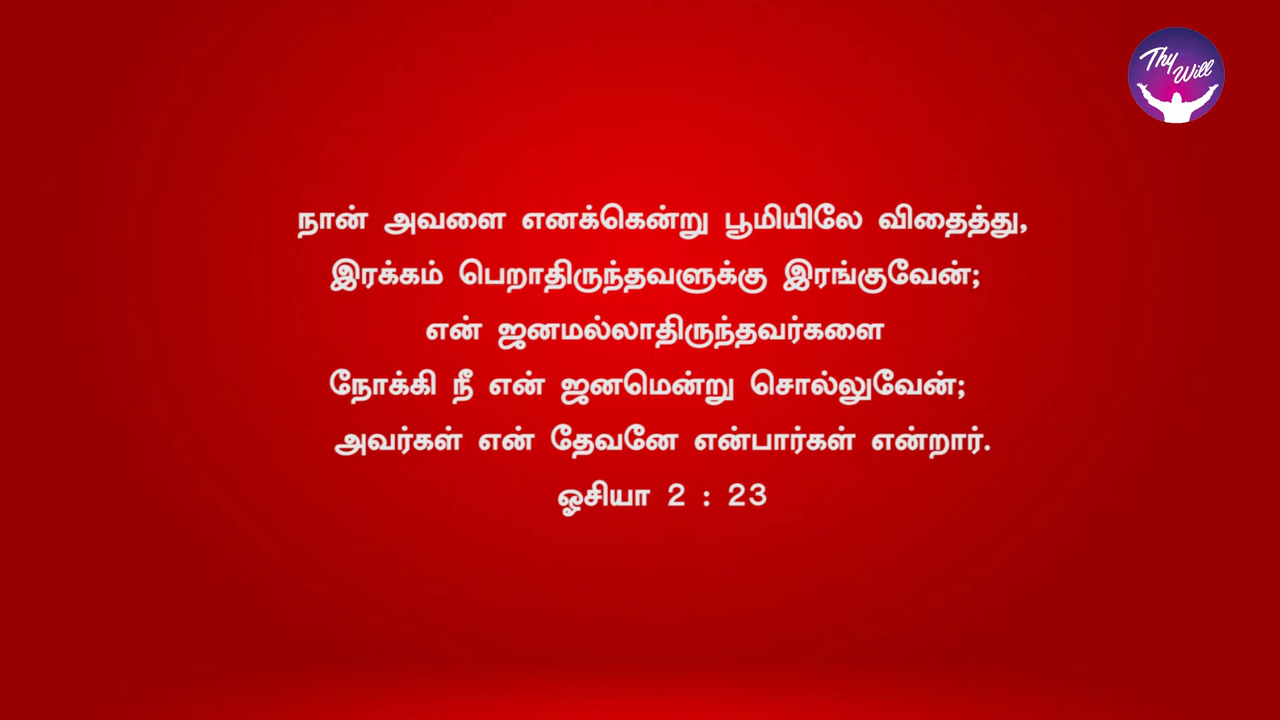 Thy Will
நான் அவளை எனக்கென்று பூமியிலே விதைத்து,
இரக்கம் பெறாதிருந்தவளுக்கு இரங்குவேன்;
என் ஜனமல்லாதிருந்தவர்களை
நோக்கி நீ என் ஜனமென்று சொல்லுவேன்;
அவர்கள் என் தேவனே என்பார்கள் என்றார்.
ஓசியா 2 : 23